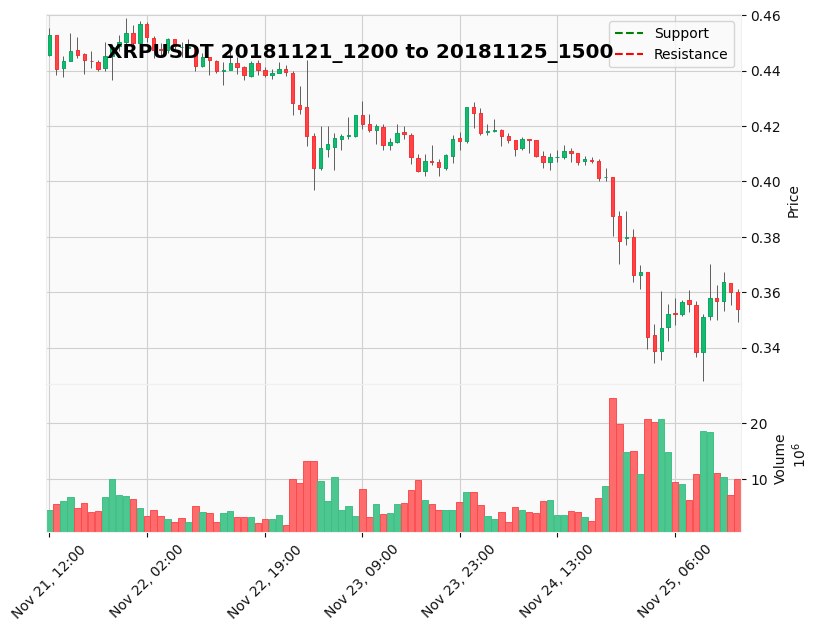 XRPUSDT 20181121_1200 to 20181125_1500
Support
Resistance
0.46
0.44
0.42
0.40
0.38
0.36
0.34
Price
20
10
Volume
10^6
Nov 21, 12:00
Nov 22, 02:00
Nov 22, 19:00
Nov 23, 09:00
Nov 23, 23:00
Nov 24, 13:00
Nov 25, 06:00